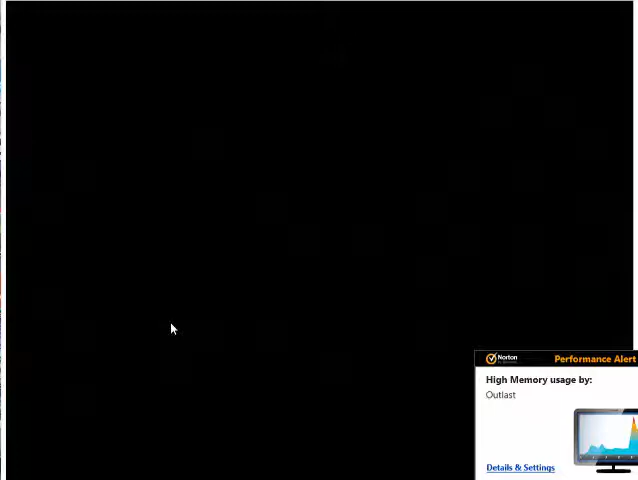 Norton
Performance Alert
High Memory usage by:
Outlast
Details & Settings